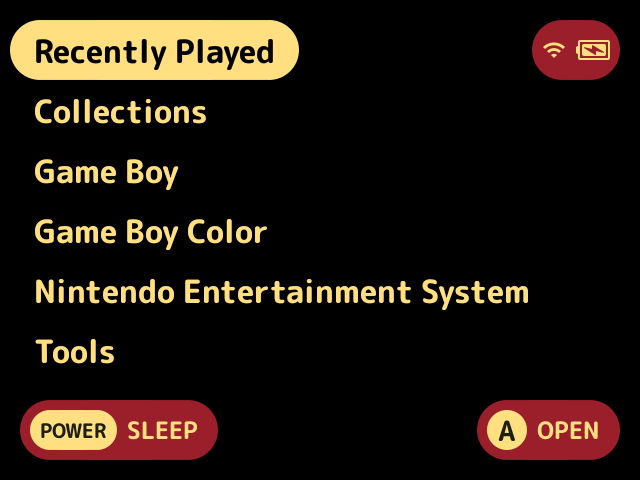 Recently Played
Collections
Game Boy
Game Boy Color
Nintendo Entertainment System
Tools
POWER SLEEP
A OPEN